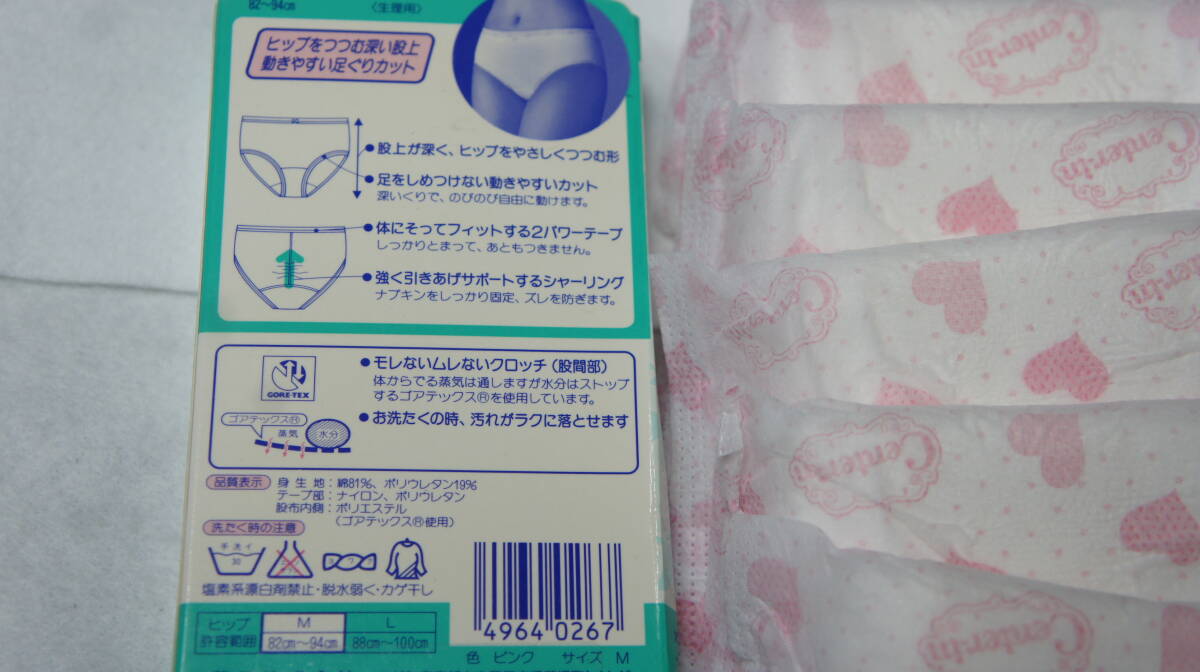 82~94cm 〈生理用〉
ヒップをつつむ深い股上
動きやすい足ぐりカット
●股上が深く、ヒップをやさしくつつむ形
●足をしめつけない動きやすいカット
深いくりで、のびのび自由に動けます。
●体にそってフィットする2パワーテープ
しっかりとまって、あともつきません。
●強く引きあげサポートするシャーリング
ナプキンをしっかり固定、ズレを防ぎます。
GORE-TEX
●モレないムレないクロッチ(股間部)
体からでる蒸気は通しますが水分はストップ
するゴアテックス®を使用しています。
●お洗たくの時、汚れがラクに落とせます
ゴアテックス®
蒸気 水分
品質表示 身生地:綿81%、ポリウレタン19%
テープ部:ナイロン、ポリウレタン
股布内側:ポリエステル
(ゴアテックス®使用)
洗たく時の注意
手洗イ
30
塩素系漂白剤禁止・脱水弱く・カゲ干し
ヒップ 許容範囲 M L
82cm~94cm 88cm~100cm
4964 0267
色 ピンク サイズ M
Center-In
Center-In
Center-In
Center-In
Center-In